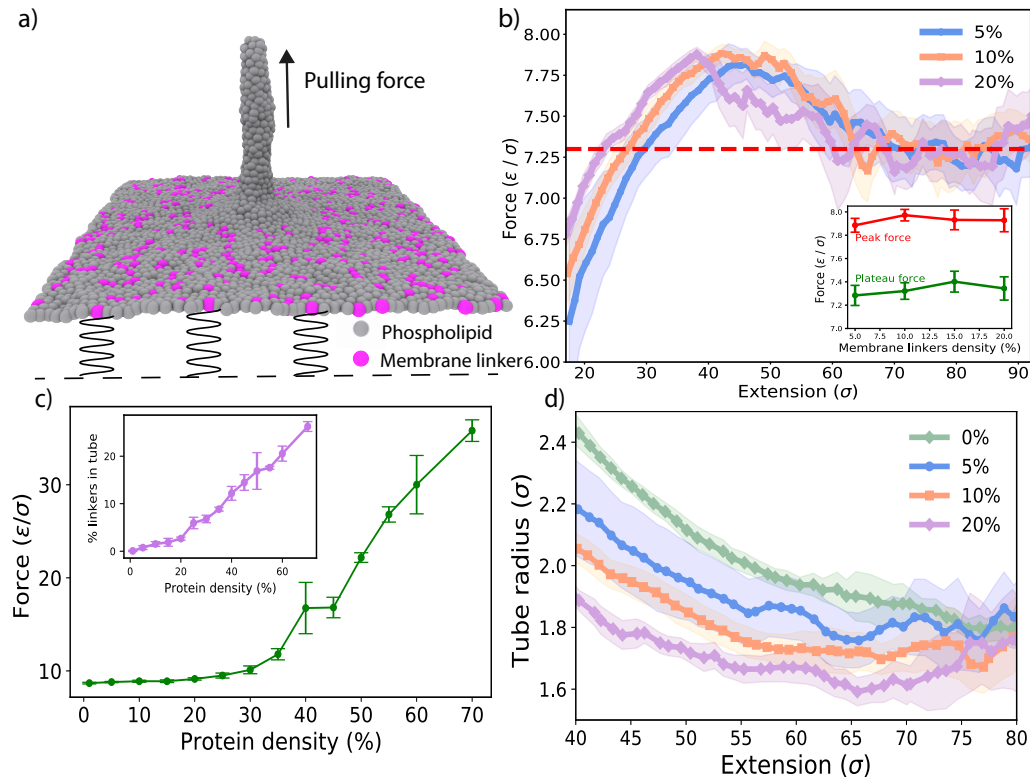 a)
Pulling force
Phospholipid
Membrane linker
b)
8.00
7.75
7.50
7.25
7.00
6.75
6.50
6.25
6.00
Force (ε / σ)
5%
10%
20%
8.0
7.8
7.6
7.4
7.2
Force (ε / σ)
Peak force
Plateau force
5.0 7.5 10.0 12.5 15.0 17.5 20.0
Membrane linkers density (%)
20 30 40 50 60 70 80 90
Extension (σ)
c)
30
20
10
Force (ε/σ)
20
10
0
% linkers in tube
0 20 40 60
Protein density (%)
0 10 20 30 40 50 60 70
Protein density (%)
d)
2.4
2.2
2.0
1.8
1.6
Tube radius (σ)
0%
5%
10%
20%
40 45 50 55 60 65 70 75 80
Extension (σ)